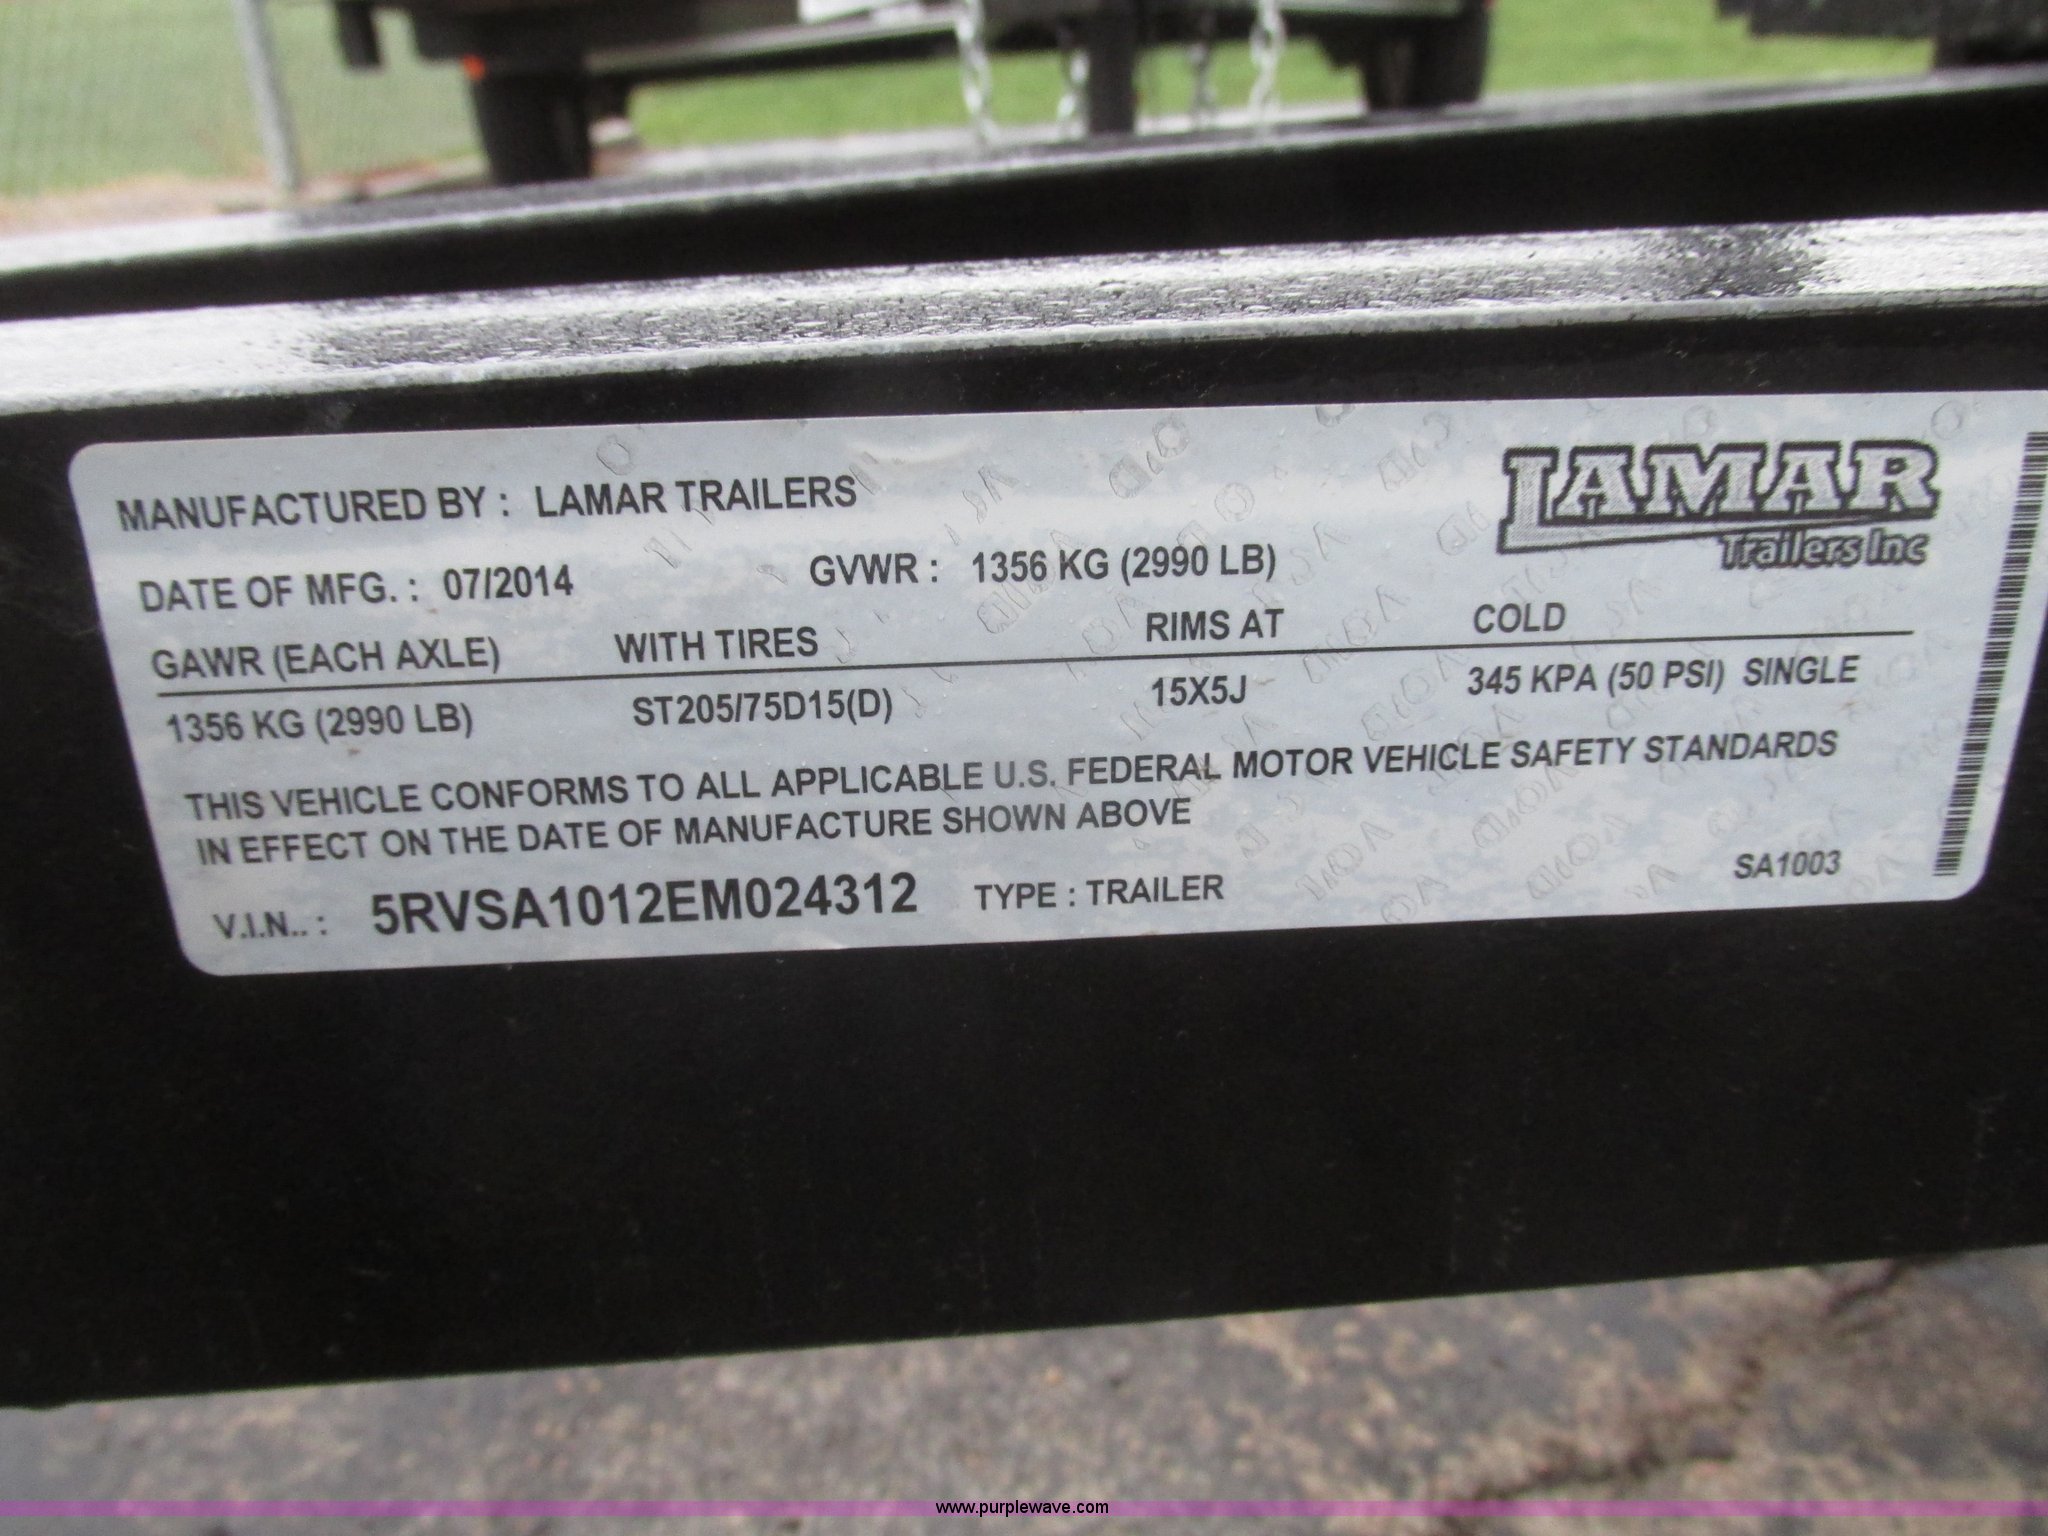 MANUFACTURED BY : LAMAR TRAILERS
LAMAR
Trailers Inc
DATE OF MFG. : 07/2014 GVWR : 1356 KG (2990 LB)
GAWR (EACH AXLE) WITH TIRES RIMS AT COLD
1356 KG (2990 LB) ST205/75D15(D) 15X5J 345 KPA (50 PSI) SINGLE
THIS VEHICLE CONFORMS TO ALL APPLICABLE U.S. FEDERAL MOTOR VEHICLE SAFETY STANDARDS
IN EFFECT ON THE DATE OF MANUFACTURE SHOWN ABOVE
V.I.N.. : 5RVSA1012EM024312 TYPE : TRAILER SA1003
www.purplewave.com